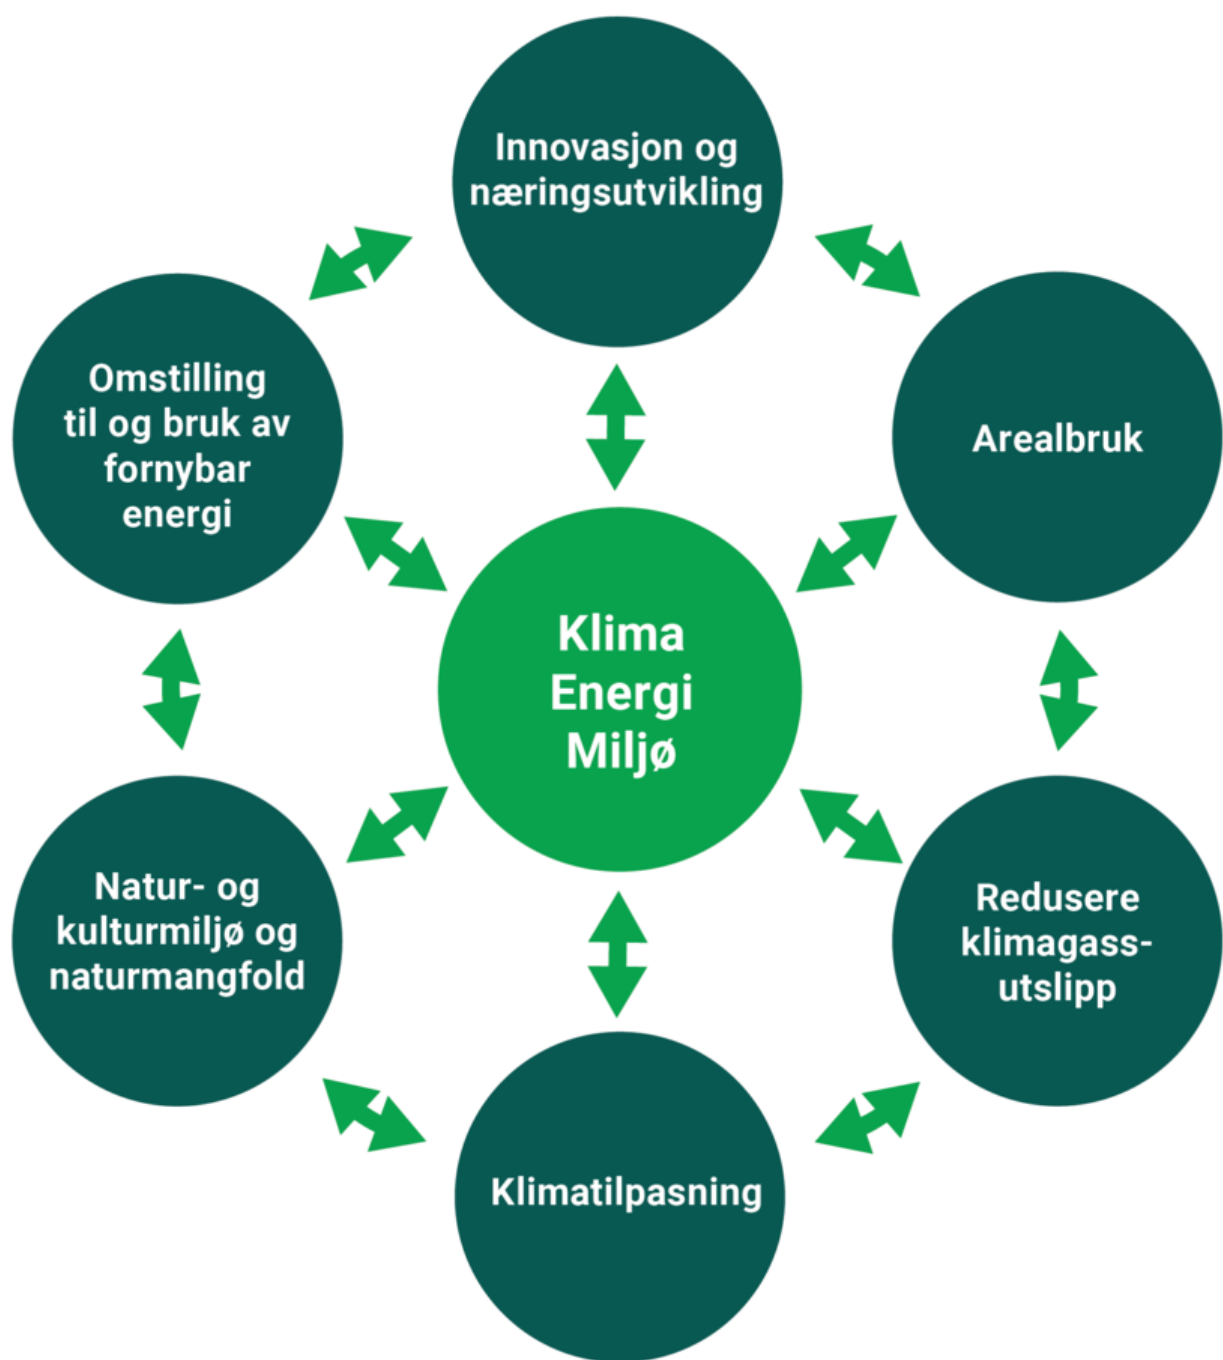 Innovasjon og
næringsutvikling
Omstilling
til og bruk av
fornybar
energi
Arealbruk
Klima
Energi
Miljø
Natur- og
kulturmiljø og
naturmangfold
Redusere
klimagass-
utslipp
Klimatilpasning